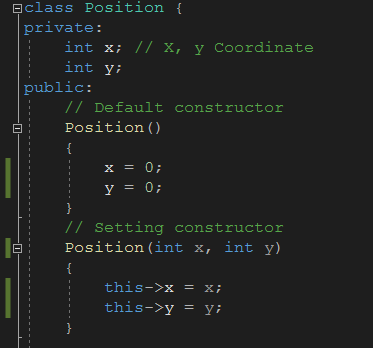 class Position {
private:
    int x; // X, y Coordinate
    int y;
public:
    // Default constructor
    Position()
    {
        x = 0;
        y = 0;
    }
    // Setting constructor
    Position(int x, int y)
    {
        this->x = x;
        this->y = y;
    }